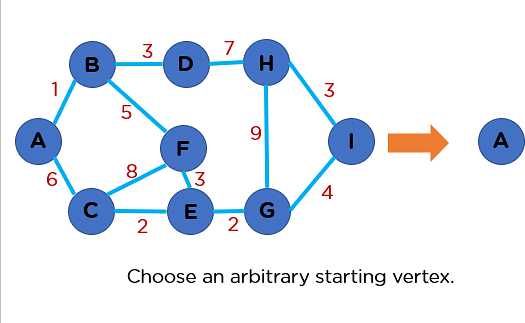 B 3 D 7 H
1 5 3
A F 9 I A
6 8 3 4
C 2 E 2 G
Choose an arbitrary starting vertex.